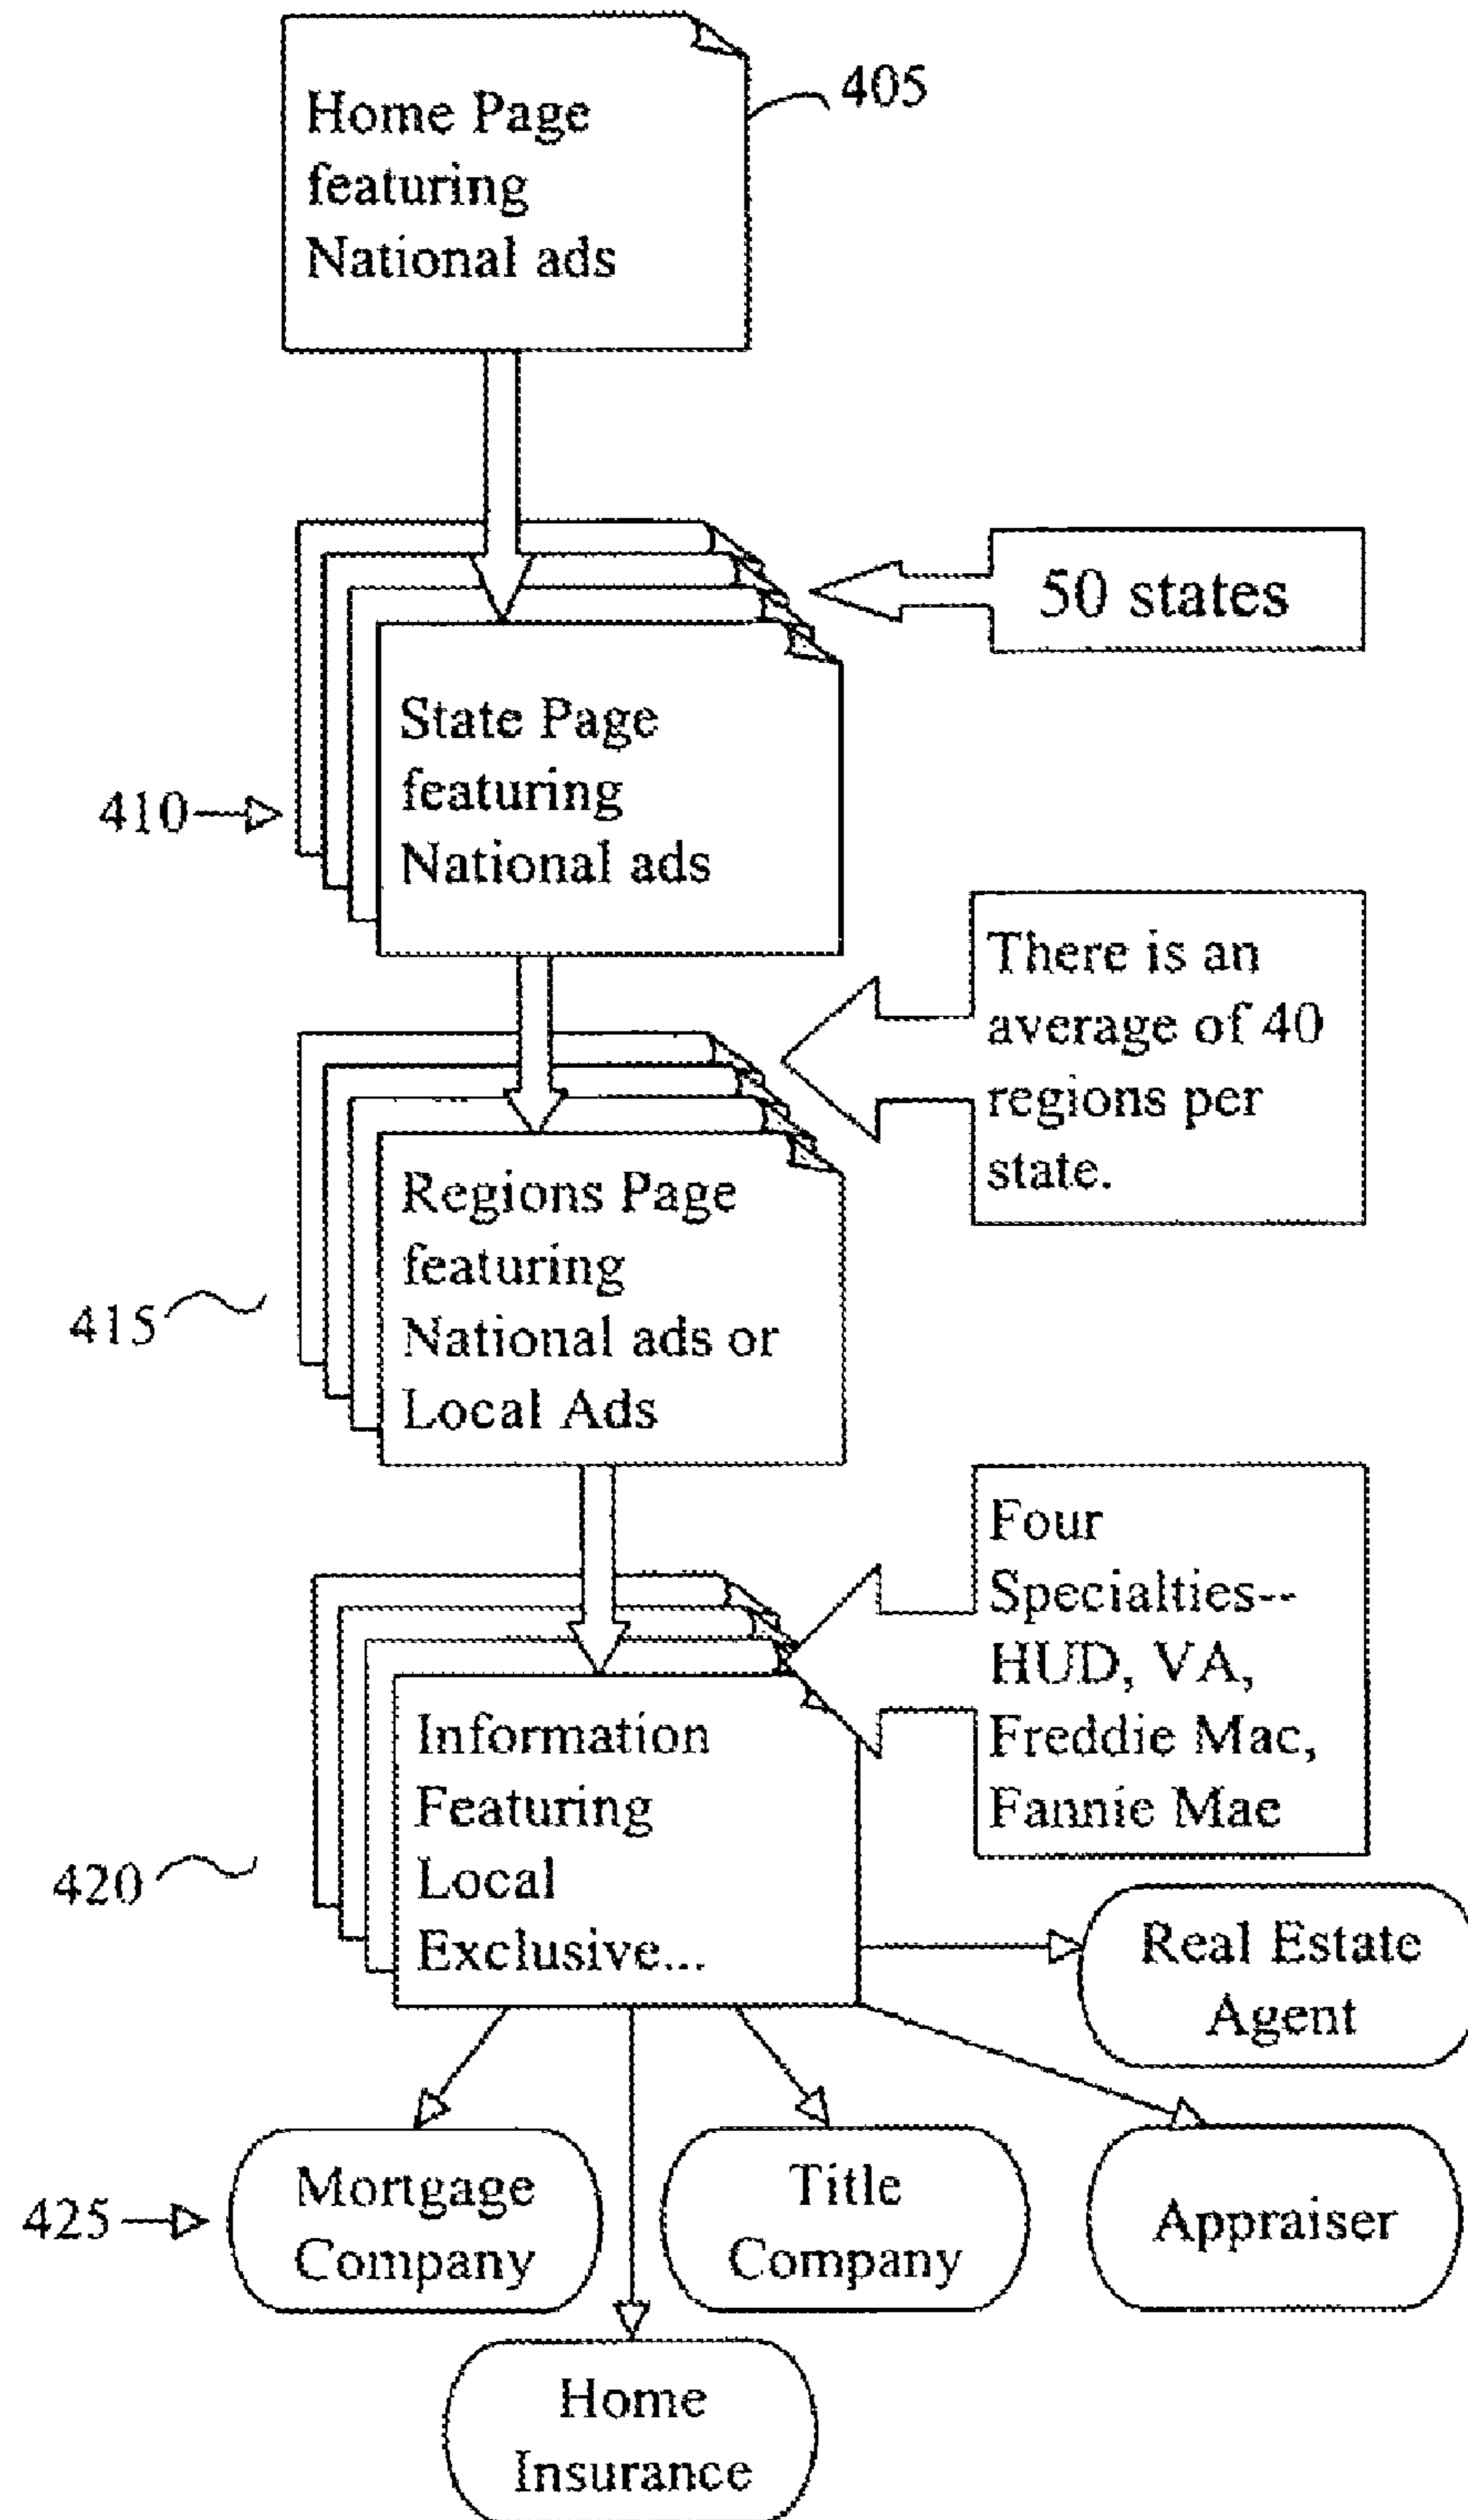 Home Page
featuring
National ads
405
50 states
State Page
featuring
National ads
410
There is an
average of 40
regions per
state.
Regions Page
featuring
National ads or
Local Ads
415
Four
Specialties--
HUD, VA,
Freddie Mac,
Fannie Mae
Information
Featuring
Local
Exclusive...
420
Real Estate
Agent
425
Mortgage
Company
Title
Company
Appraiser
Home
Insurance